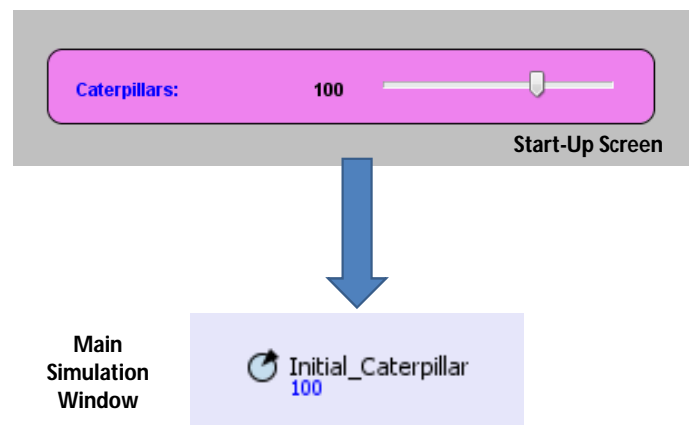 Caterpillars: 100
Start-Up Screen
Main
Simulation
Window
Initial_Caterpillar
100